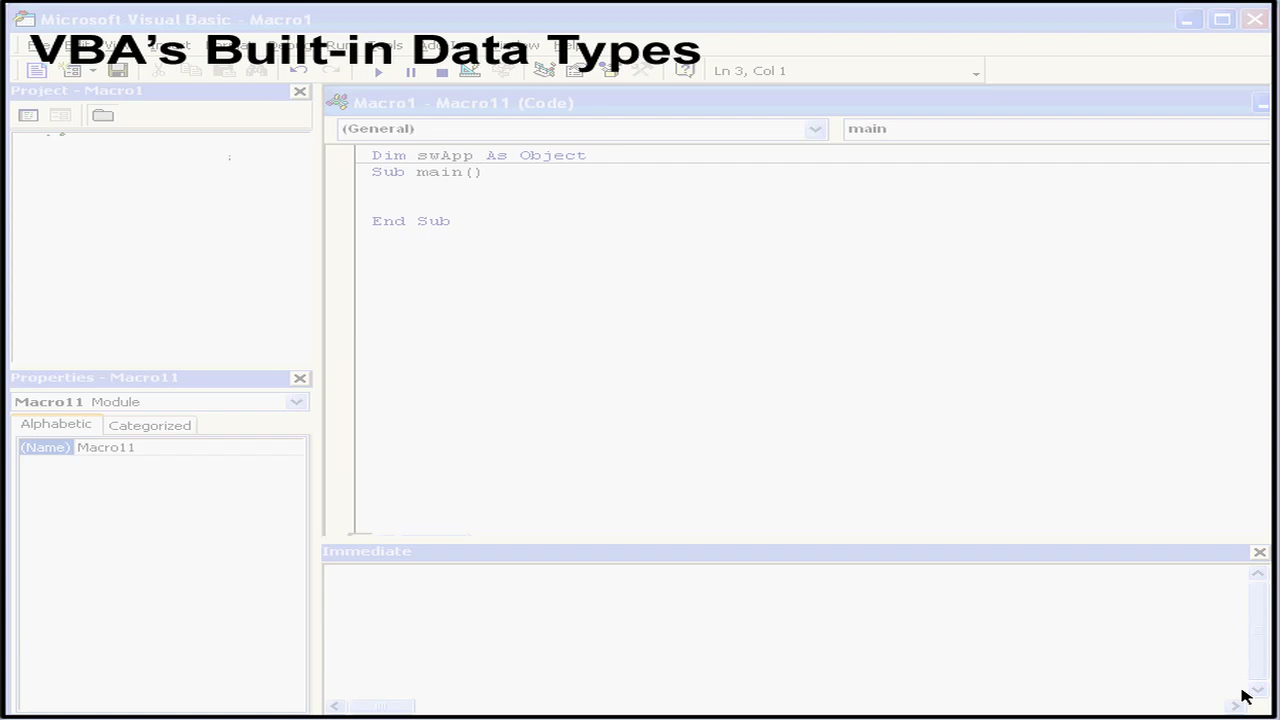 Microsoft Visual Basic - Macro1
VBA's Built-in Data Types
Ln 3, Col 1
Project - Macro1
Macro1 - Macro11 (Code)
(General)
main
Dim swApp As Object
Sub main()
End Sub
Properties - Macro11
Macro11 Module
Alphabetic
Categorized
(Name) Macro11
Immediate